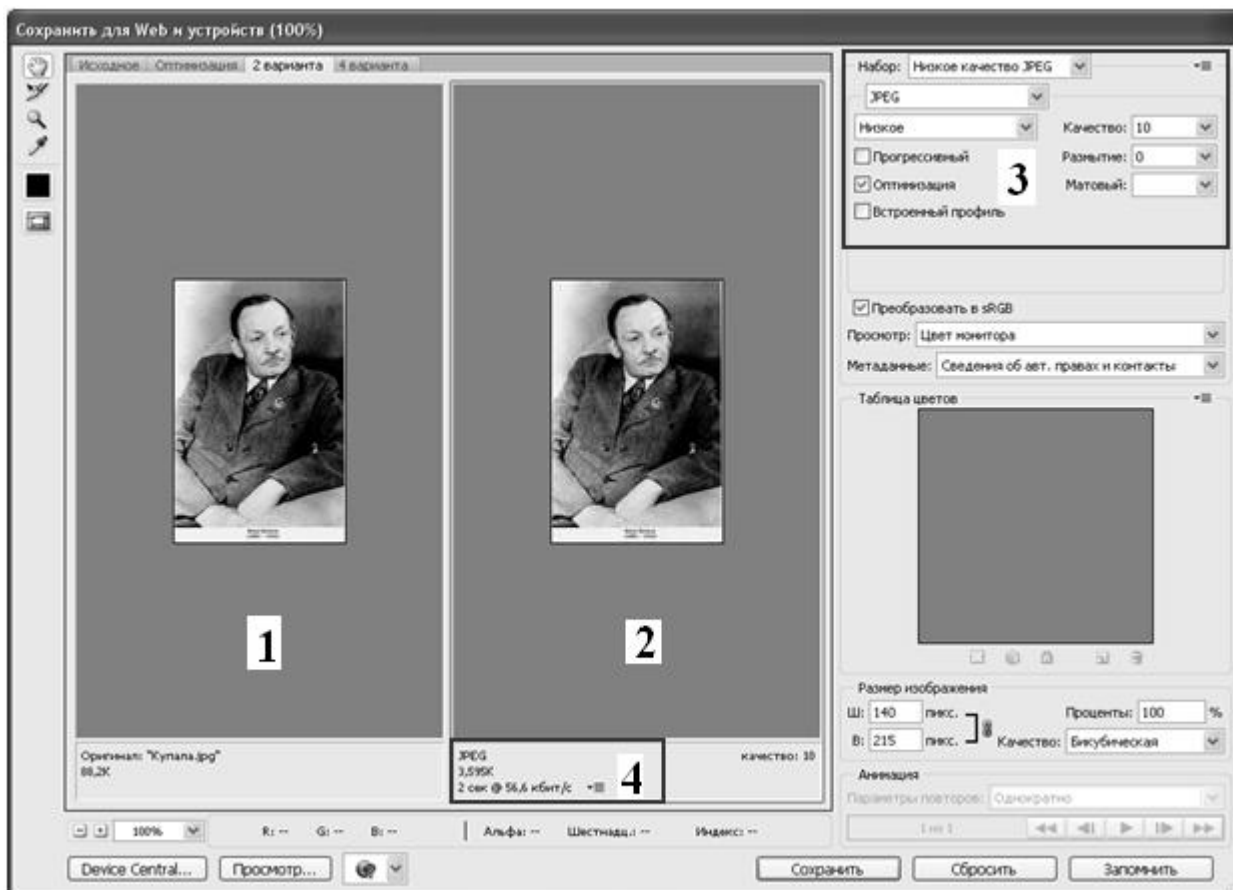 Сохранить для Web и устройств (100%)
Исходное Оптимизация 2 варианта 4 варианта
1
2
Оригинал: "Купала.jpg"
88,2K
JPEG
3,595K
2 сек @ 56,6 кбит/с
качество: 10
4
Набор: Низкое качество JPEG
JPEG
Низкое Качество: 10
Прогрессивный Размытие: 0
Оптимизация Матовый:
Встроенный профиль
3
Преобразовать в sRGB
Просмотр: Цвет монитора
Метаданные: Сведения об авт. правах и контакты
Таблица цветов
Размер изображения
Ш: 140 пикс. Проценты: 100 %
В: 215 пикс. Качество: Бикубическая
Анимация
Параметры повторов: Однократно
1 из 1
100% R: -- G: -- B: -- Альфа: -- Шестнадц.: -- Индекс: --
Device Central... Просмотр... Сохранить Сбросить Запомнить